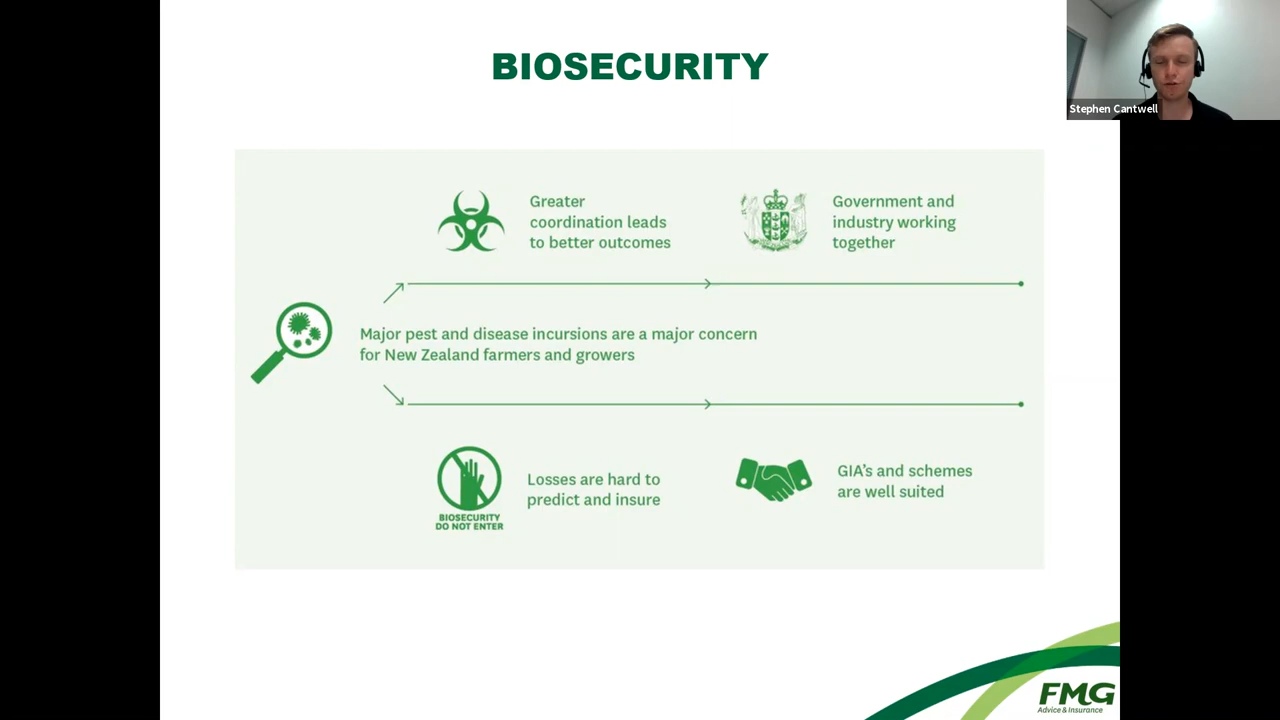 BIOSECURITY
Stephen Cantwell
Greater
coordination leads
to better outcomes
Government and
industry working
together
Major pest and disease incursions are a major concern
for New Zealand farmers and growers
BIOSECURITY
DO NOT ENTER
Losses are hard to
predict and insure
GIA's and schemes
are well suited
FMG
Advice & Insurance